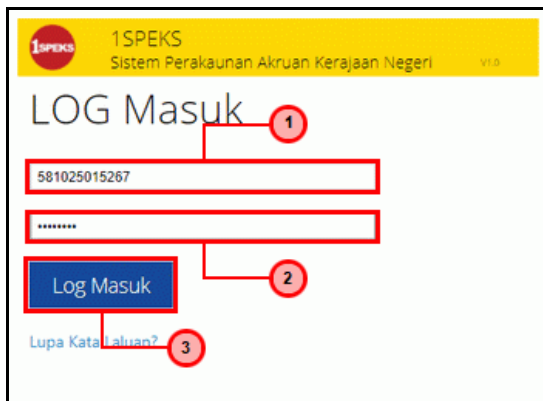 1SPEKS
1SPEKS
Sistem Perakaunan Akruan Kerajaan Negeri V1.0
LOG Masuk
1
581025015267
••••••••
2
Log Masuk
Lupa Kata Laluan?
3